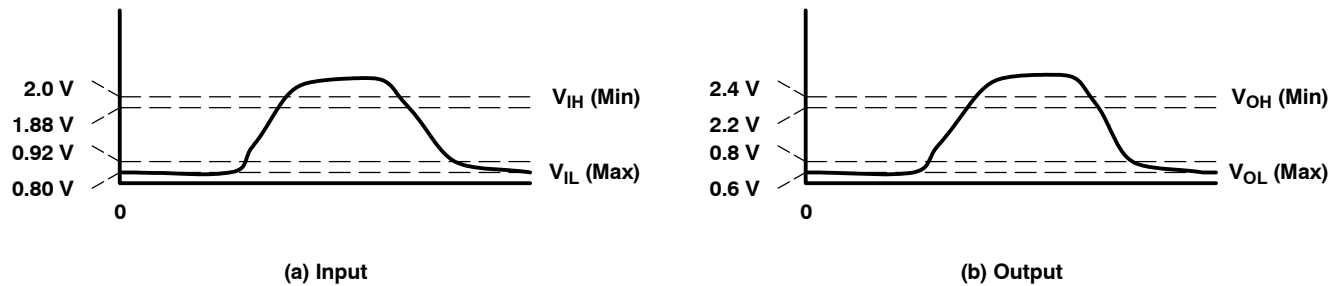 2.0 V
1.88 V
0.92 V
0.80 V
V_IH (Min)
V_IL (Max)
0
(a) Input
2.4 V
2.2 V
0.8 V
0.6 V
V_OH (Min)
V_OL (Max)
0
(b) Output